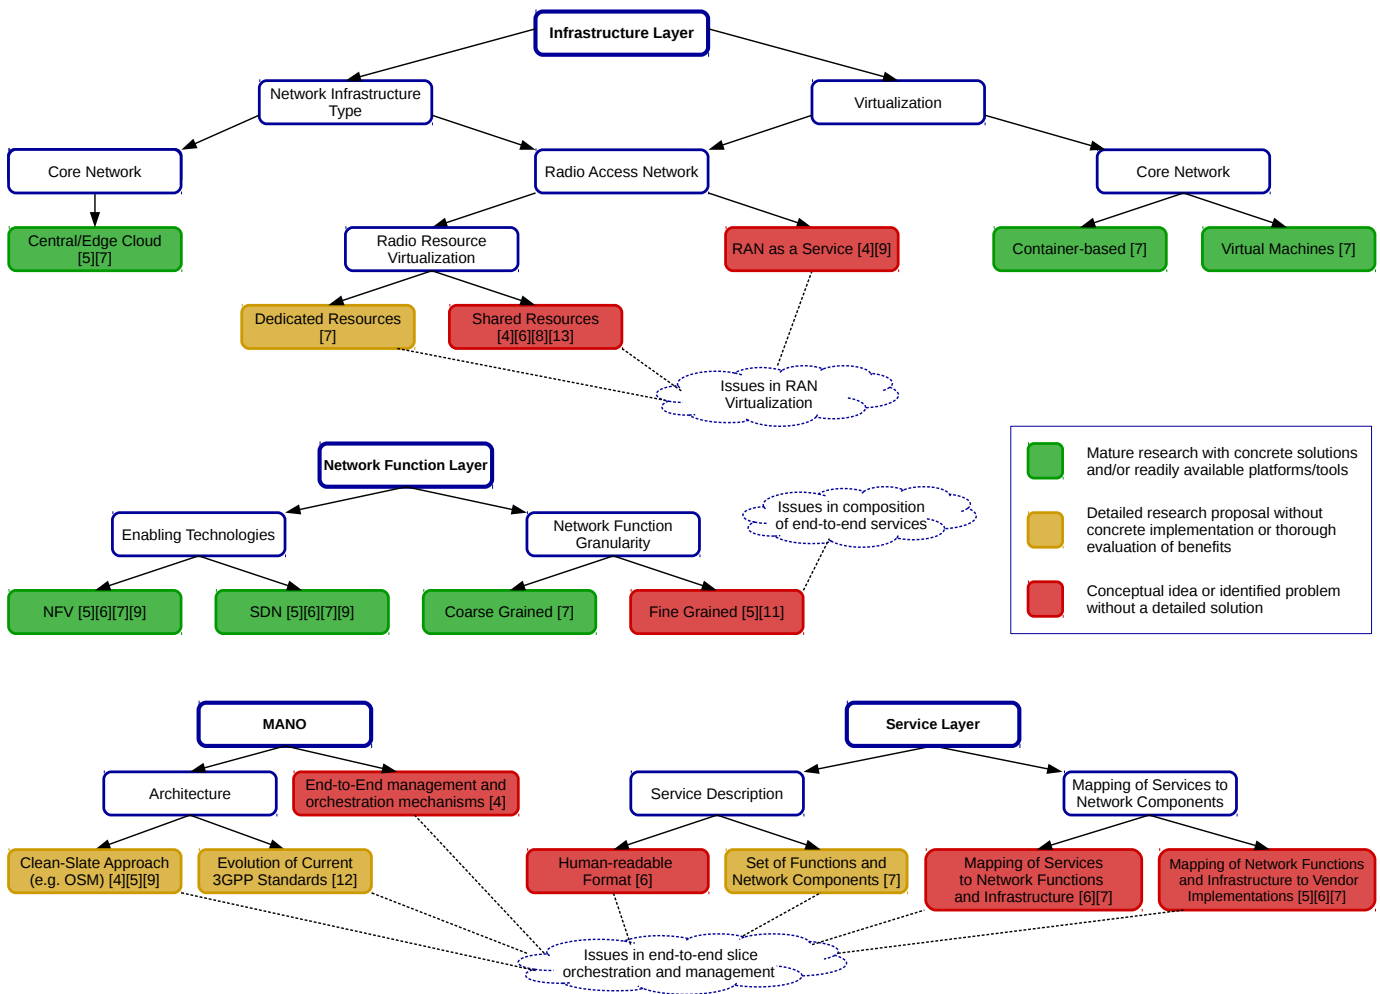 Infrastructure Layer
Network Infrastructure
Type
Virtualization
Core Network
Radio Access Network
Core Network
Central/Edge Cloud
[5][7]
Radio Resource
Virtualization
RAN as a Service [4][9]
Container-based [7]
Virtual Machines [7]
Dedicated Resources
[7]
Shared Resources
[4][6][8][13]
Issues in RAN
Virtualization
Network Function Layer
Enabling Technologies
Network Function
Granularity
Issues in composition
of end-to-end services
NFV [5][6][7][9]
SDN [5][6][7][9]
Coarse Grained [7]
Fine Grained [5][11]
Mature research with concrete solutions
and/or readily available platforms/tools
Detailed research proposal without
concrete implementation or thorough
evaluation of benefits
Conceptual idea or identified problem
without a detailed solution
MANO
Service Layer
Architecture
End-to-End management and
orchestration mechanisms [4]
Service Description
Mapping of Services to
Network Components
Clean-Slate Approach
(e.g. OSM) [4][5][9]
Evolution of Current
3GPP Standards [12]
Human-readable
Format [6]
Set of Functions and
Network Components [7]
Mapping of Services
to Network Functions
and Infrastructure [6][7]
Mapping of Network Functions
and Infrastructure to Vendor
Implementations [5][6][7]
Issues in end-to-end slice
orchestration and management